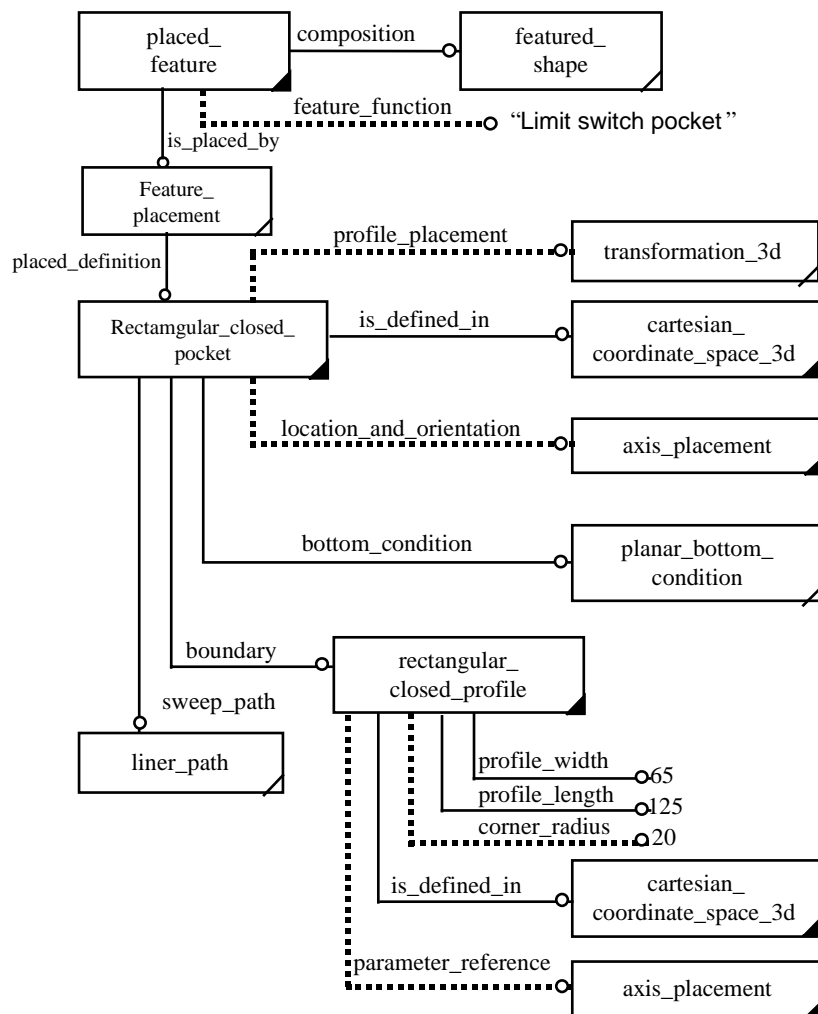 placed_
feature
composition
featured_
shape
feature_function
“Limit switch pocket”
is_placed_by
Feature_
placement
placed_definition
profile_placement
transformation_3d
Rectamgular_closed_
pocket
is_defined_in
cartesian_
coordinate_space_3d
location_and_orientation
axis_placement
bottom_condition
planar_bottom_
condition
boundary
rectangular_
closed_profile
sweep_path
liner_path
profile_width
65
profile_length
125
corner_radius
20
is_defined_in
cartesian_
coordinate_space_3d
parameter_reference
axis_placement